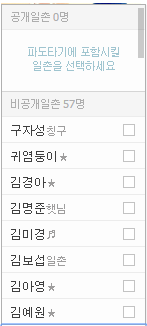 공개일촌 0명
파도타기에 포함시킬
일촌을 선택하세요
비공개일촌 57명
구자성칭구
귀염둥이★
김경아★
김명준햇님
김미경♬
김보섭일촌
김아영★
김예원★